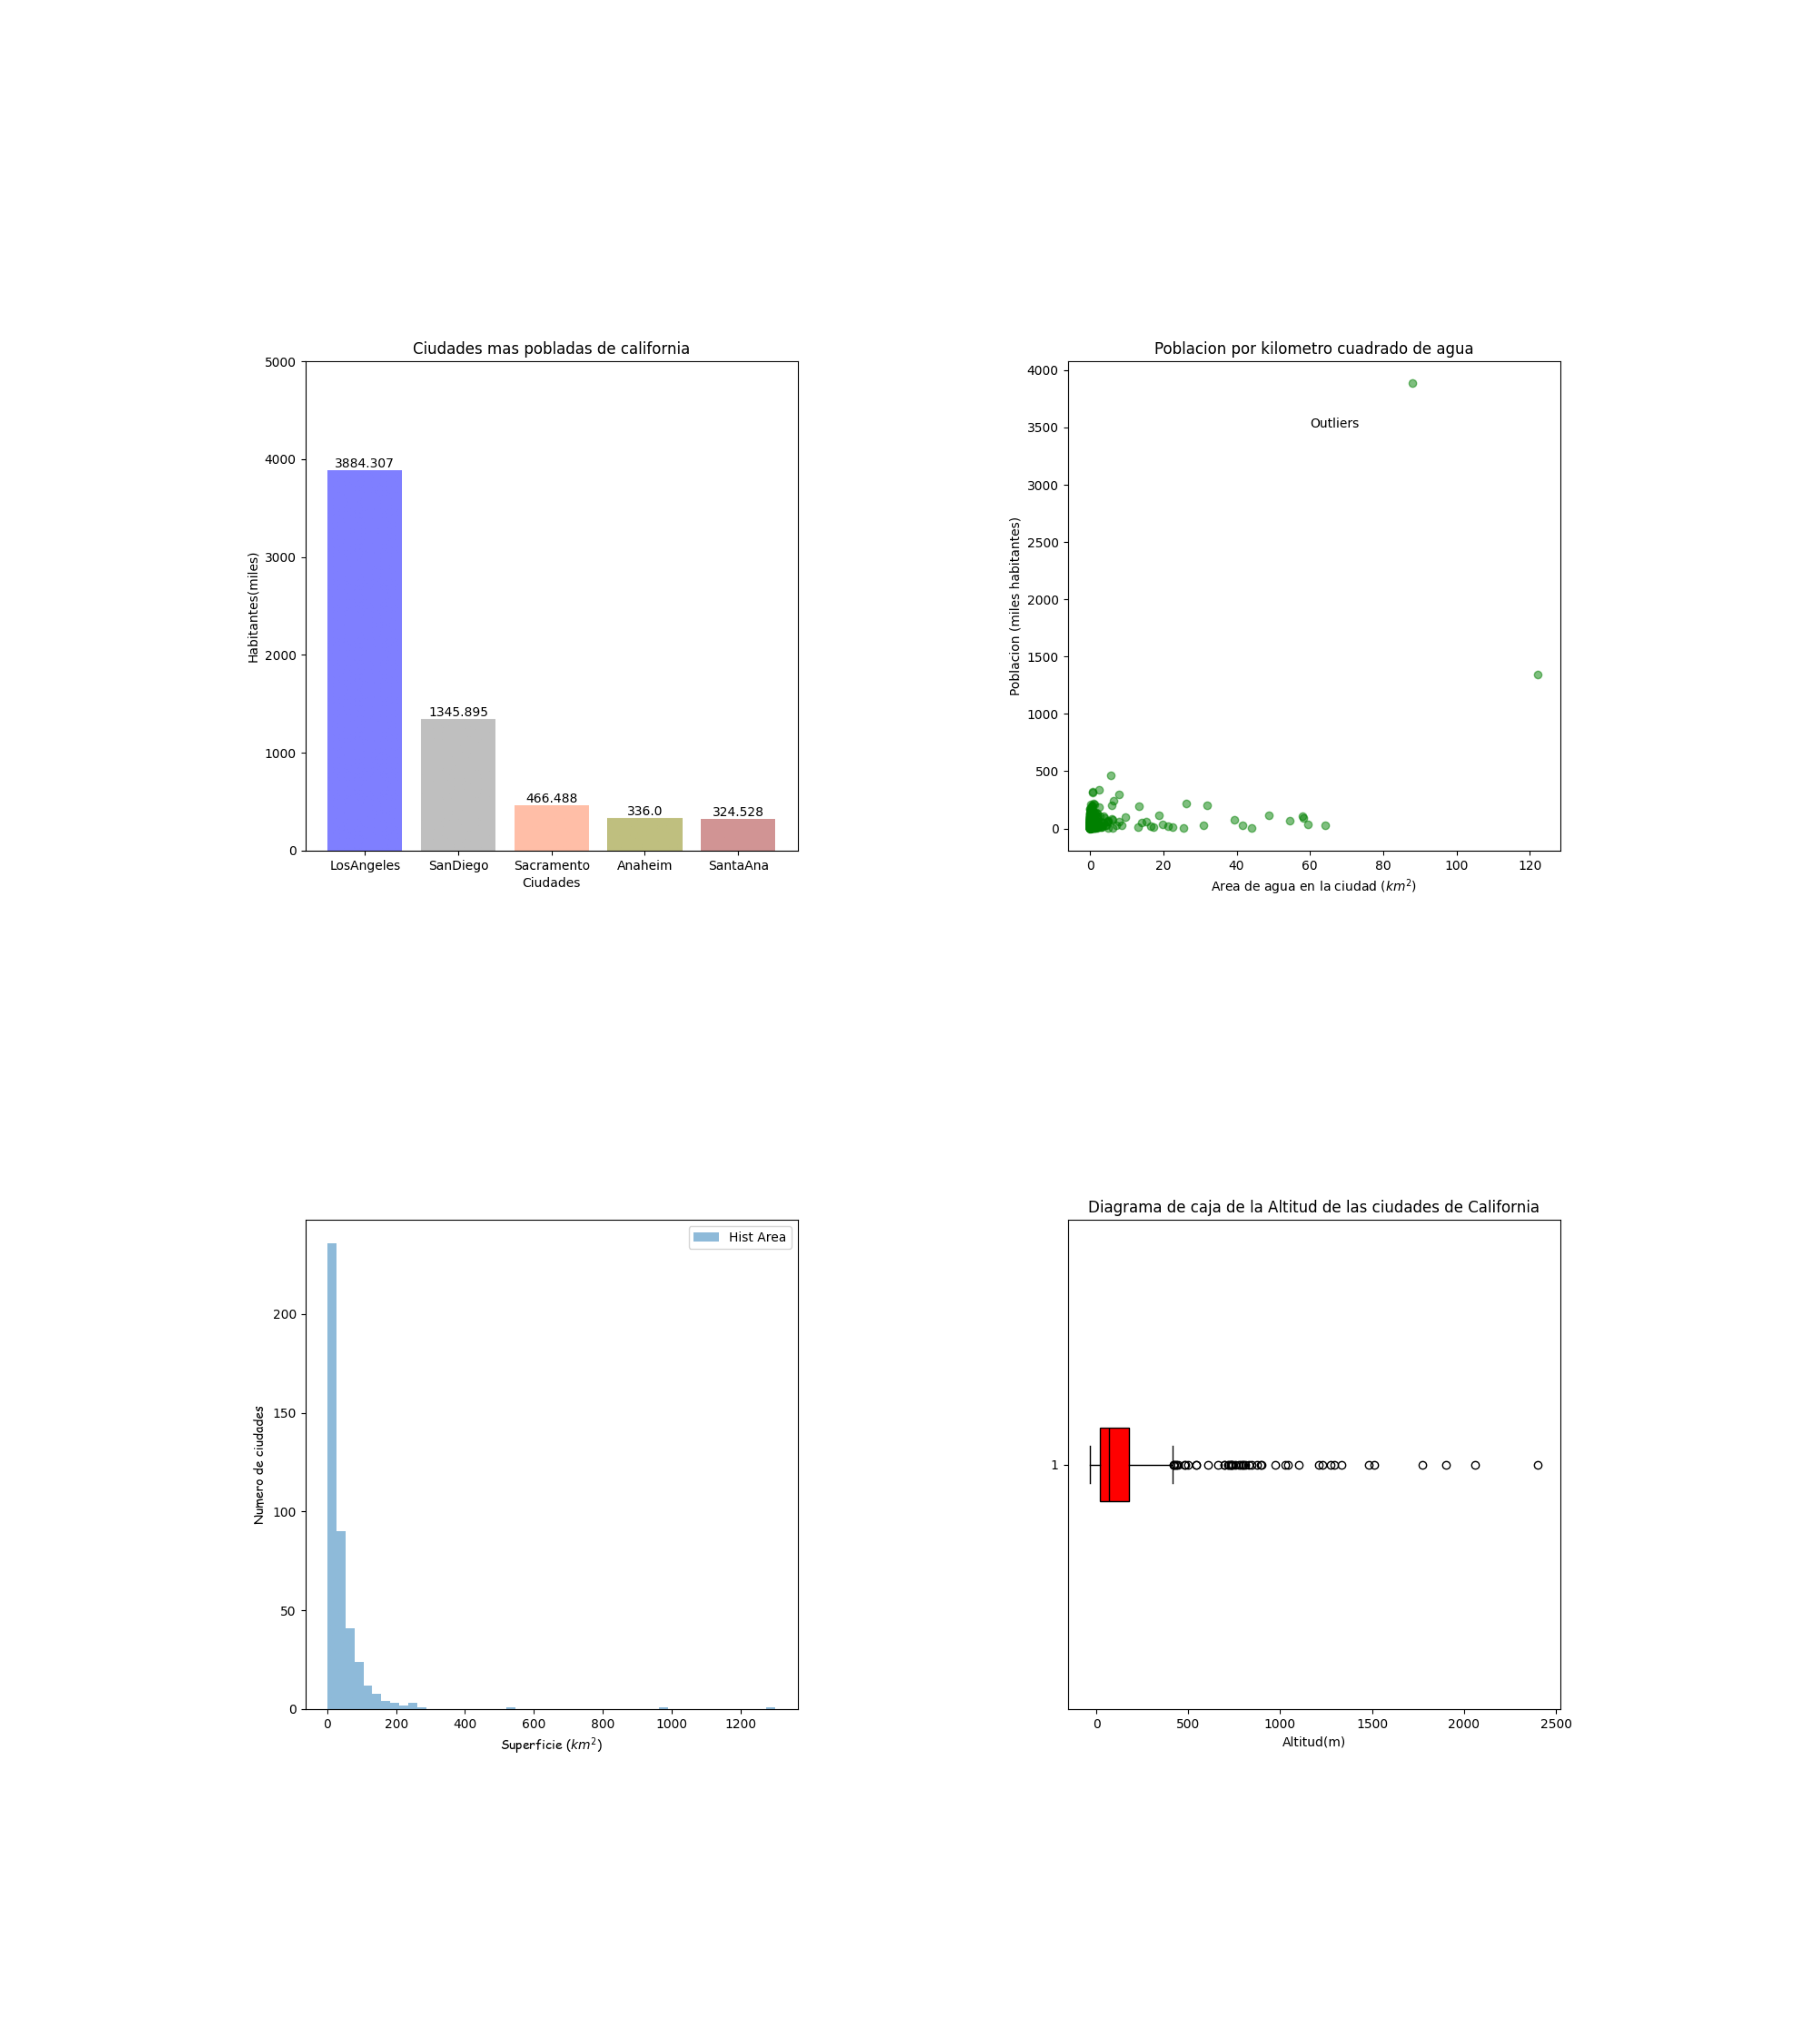 Ciudades mas pobladas de california
5000
4000
3000
2000
1000
0
Habitantes(miles)
3884.307
1345.895
466.488
336.0
324.528
LosAngeles SanDiego Sacramento Anaheim SantaAna
Ciudades
Poblacion por kilometro cuadrado de agua
4000
3500
3000
2500
2000
1500
1000
500
0
Poblacion (miles habitantes)
Outliers
0 20 40 60 80 100 120
Area de agua en la ciudad (km²)
200
150
100
50
0
Numero de ciudades
Hist Area
0 200 400 600 800 1000 1200
Superficie (km²)
Diagrama de caja de la Altitud de las ciudades de California
1
0 500 1000 1500 2000 2500
Altitud(m)